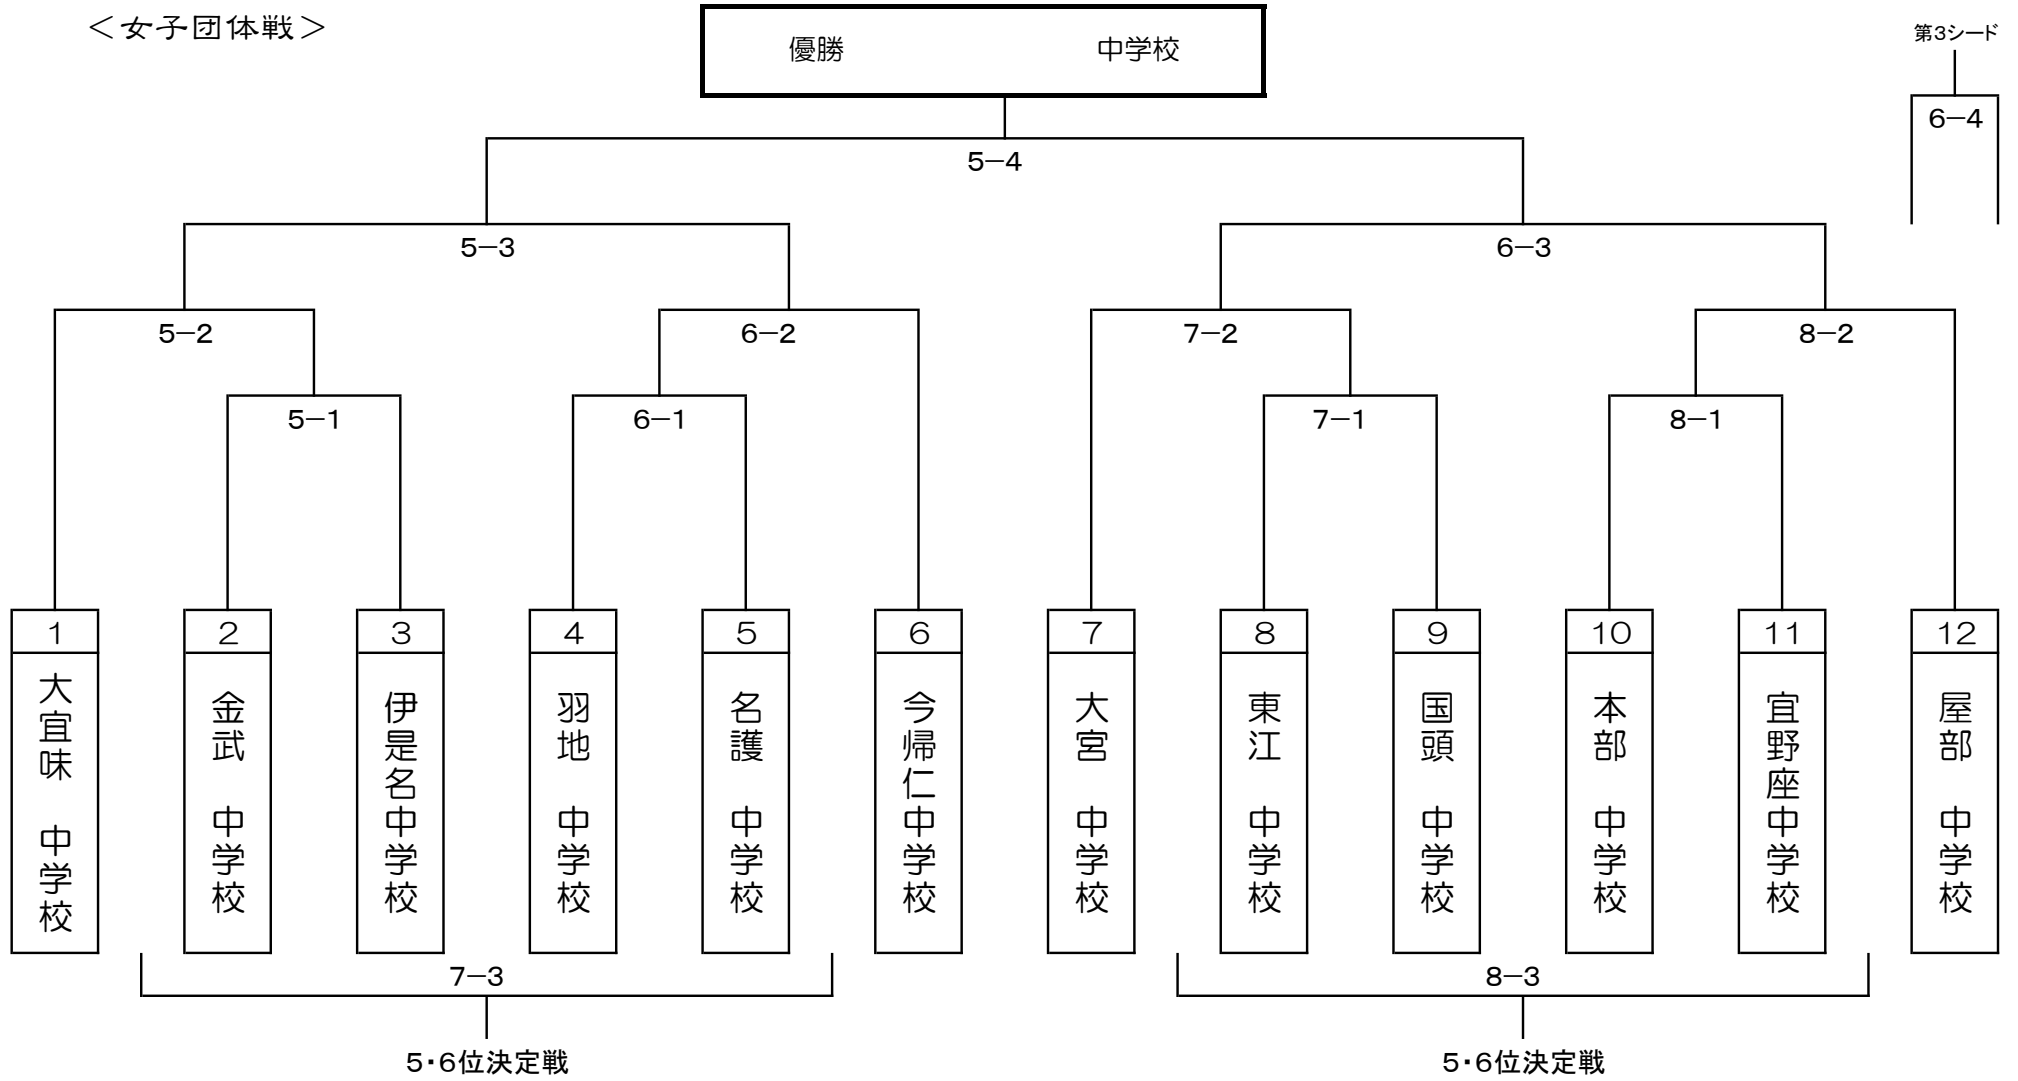 ＜女子団体戦＞
優勝　中学校
第3シード
6－4
5－4
5－3
6－3
5－2
6－2
7－2
8－2
5－1
6－1
7－1
8－1
1
大宜味　中学校
2
金武　中学校
3
伊是名中学校
4
羽地　中学校
5
名護　中学校
6
今帰仁中学校
7
大宮　中学校
8
東江　中学校
9
国頭　中学校
10
本部　中学校
11
宜野座中学校
12
屋部　中学校
7－3
8－3
5・6位決定戦
5・6位決定戦